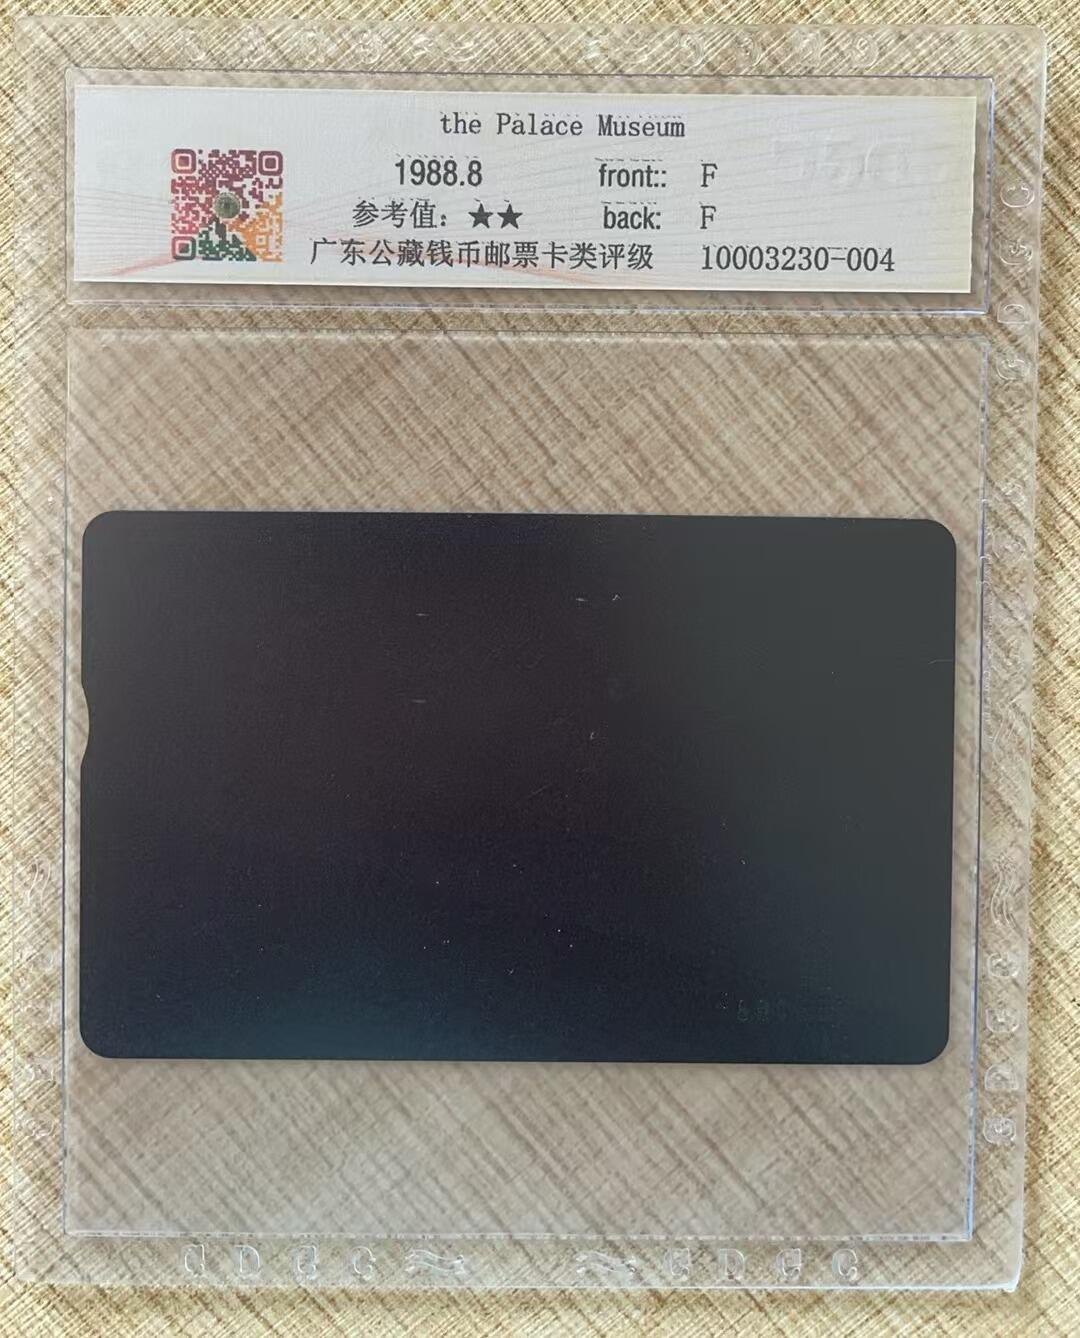 the Palace Museum
1988.8 front:: F
参考值：★★ back: F
广东公藏钱币邮票卡类评级 10003230-004
G D G G G D G G